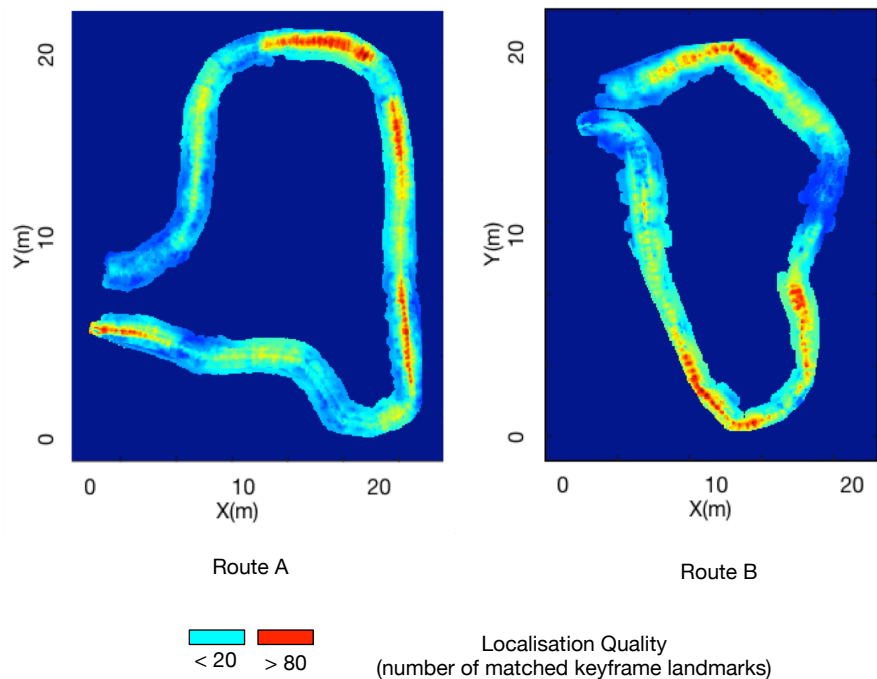 20
10
0
Y(m)
0
10
20
X(m)
Route A
20
10
0
Y(m)
0
10
20
X(m)
Route B
< 20
> 80
Localisation Quality
(number of matched keyframe landmarks)